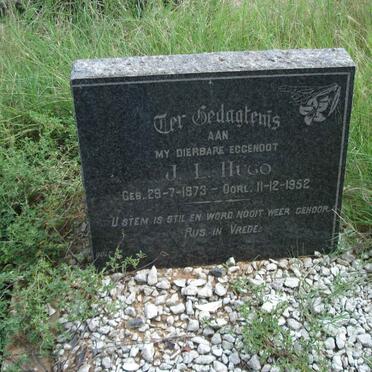 Ter Gedagtenis
AAN
MY DIERBARE EGGENOOT
J. L. HUGO
GEB. 29-7-1873 - OORL. 11-12-1952
U STEM IS STIL EN WORD NOOIT WEER GEHOOR.
RUS IN VREDE.